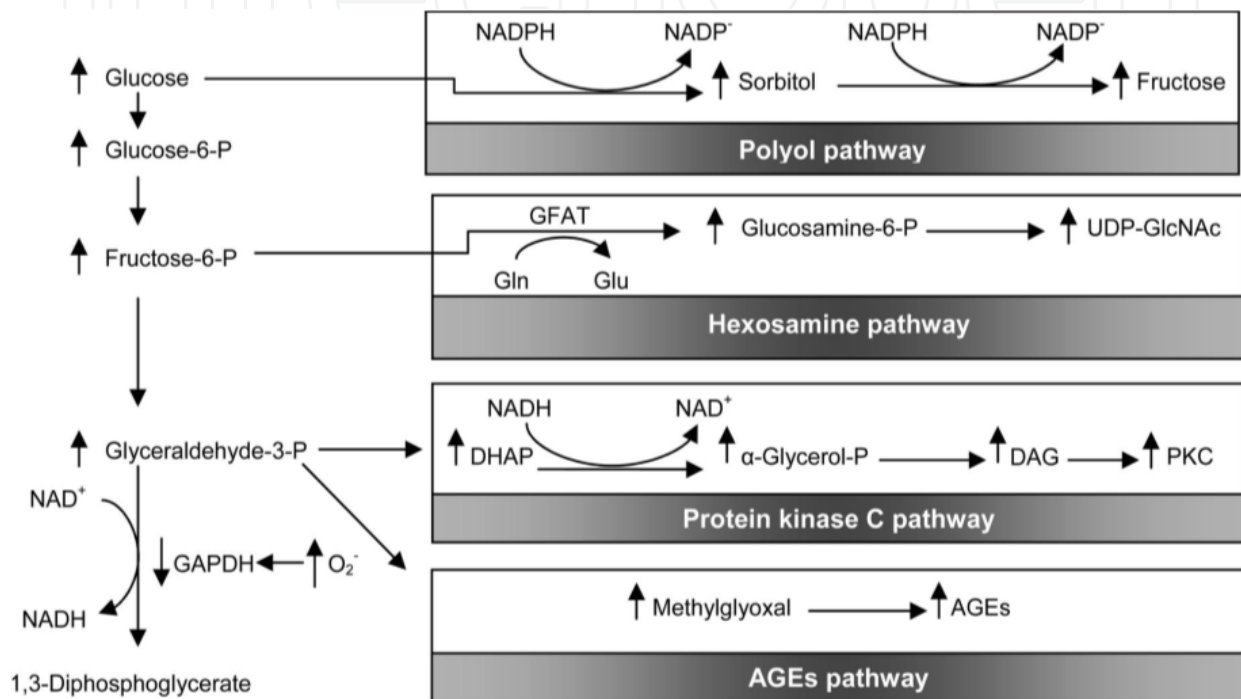 NADPH NADP⁻ NADPH NADP⁻
Glucose Sorbitol Fructose
Glucose-6-P
Polyol pathway
GFAT
Glucosamine-6-P UDP-GlcNAc
Fructose-6-P
Gln Glu
Hexosamine pathway
NADH NAD⁺
Glyceraldehyde-3-P DHAP α-Glycerol-P DAG PKC
NAD⁺
Protein kinase C pathway
GAPDH O₂⁻
NADH
Methylglyoxal AGEs
1,3-Diphosphoglycerate
AGEs pathway